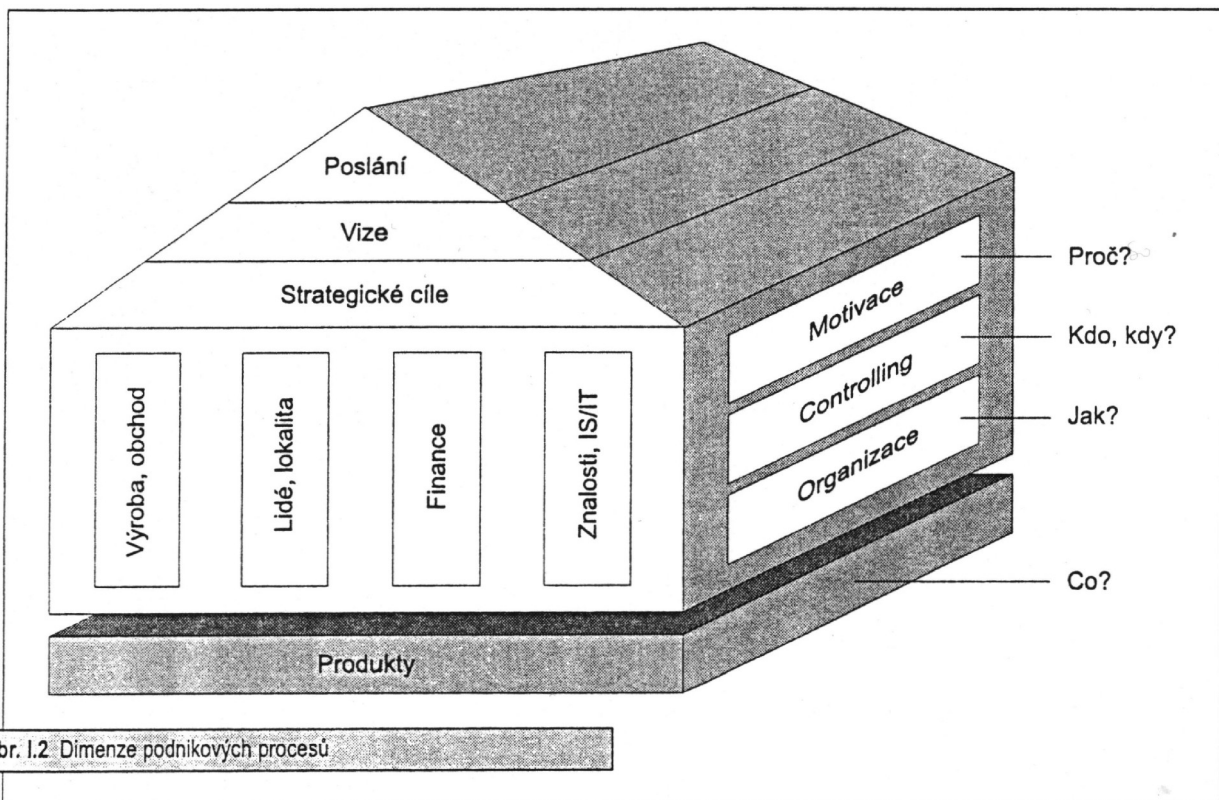 Poslání
Vize
Strategické cíle
Výroba, obchod
Lidé, lokalita
Finance
Znalosti, IS/IT
Motivace
Controlling
Organizace
Proč?
Kdo, kdy?
Jak?
Co?
Produkty
br. I.2 Dimenze podnikových procesů